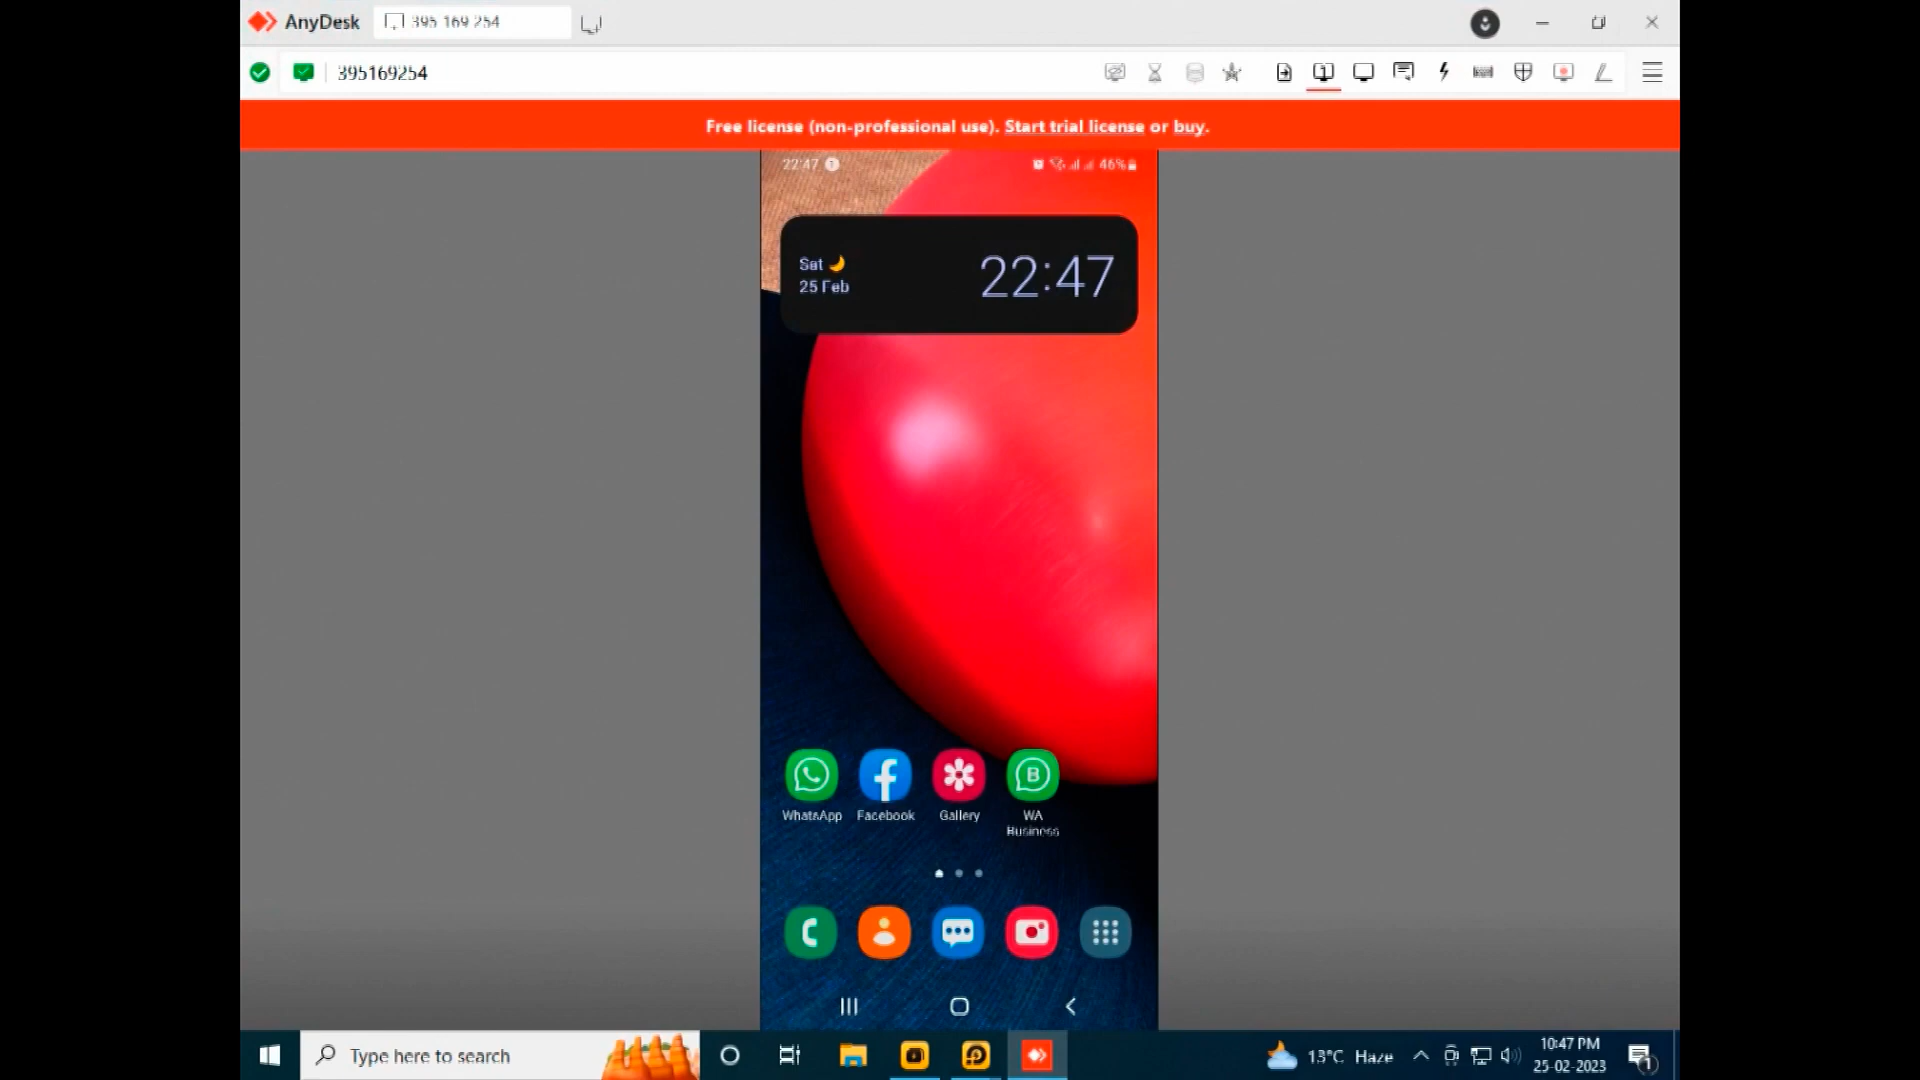 AnyDesk
395 169 254
395169254
Free license (non-professional use). Start trial license or buy.
22:47
46%
Sat
25 Feb
22:47
WhatsApp
Facebook
Gallery
WA
Business
Type here to search
13°C Haze
10:47 PM
25-02-2023
1